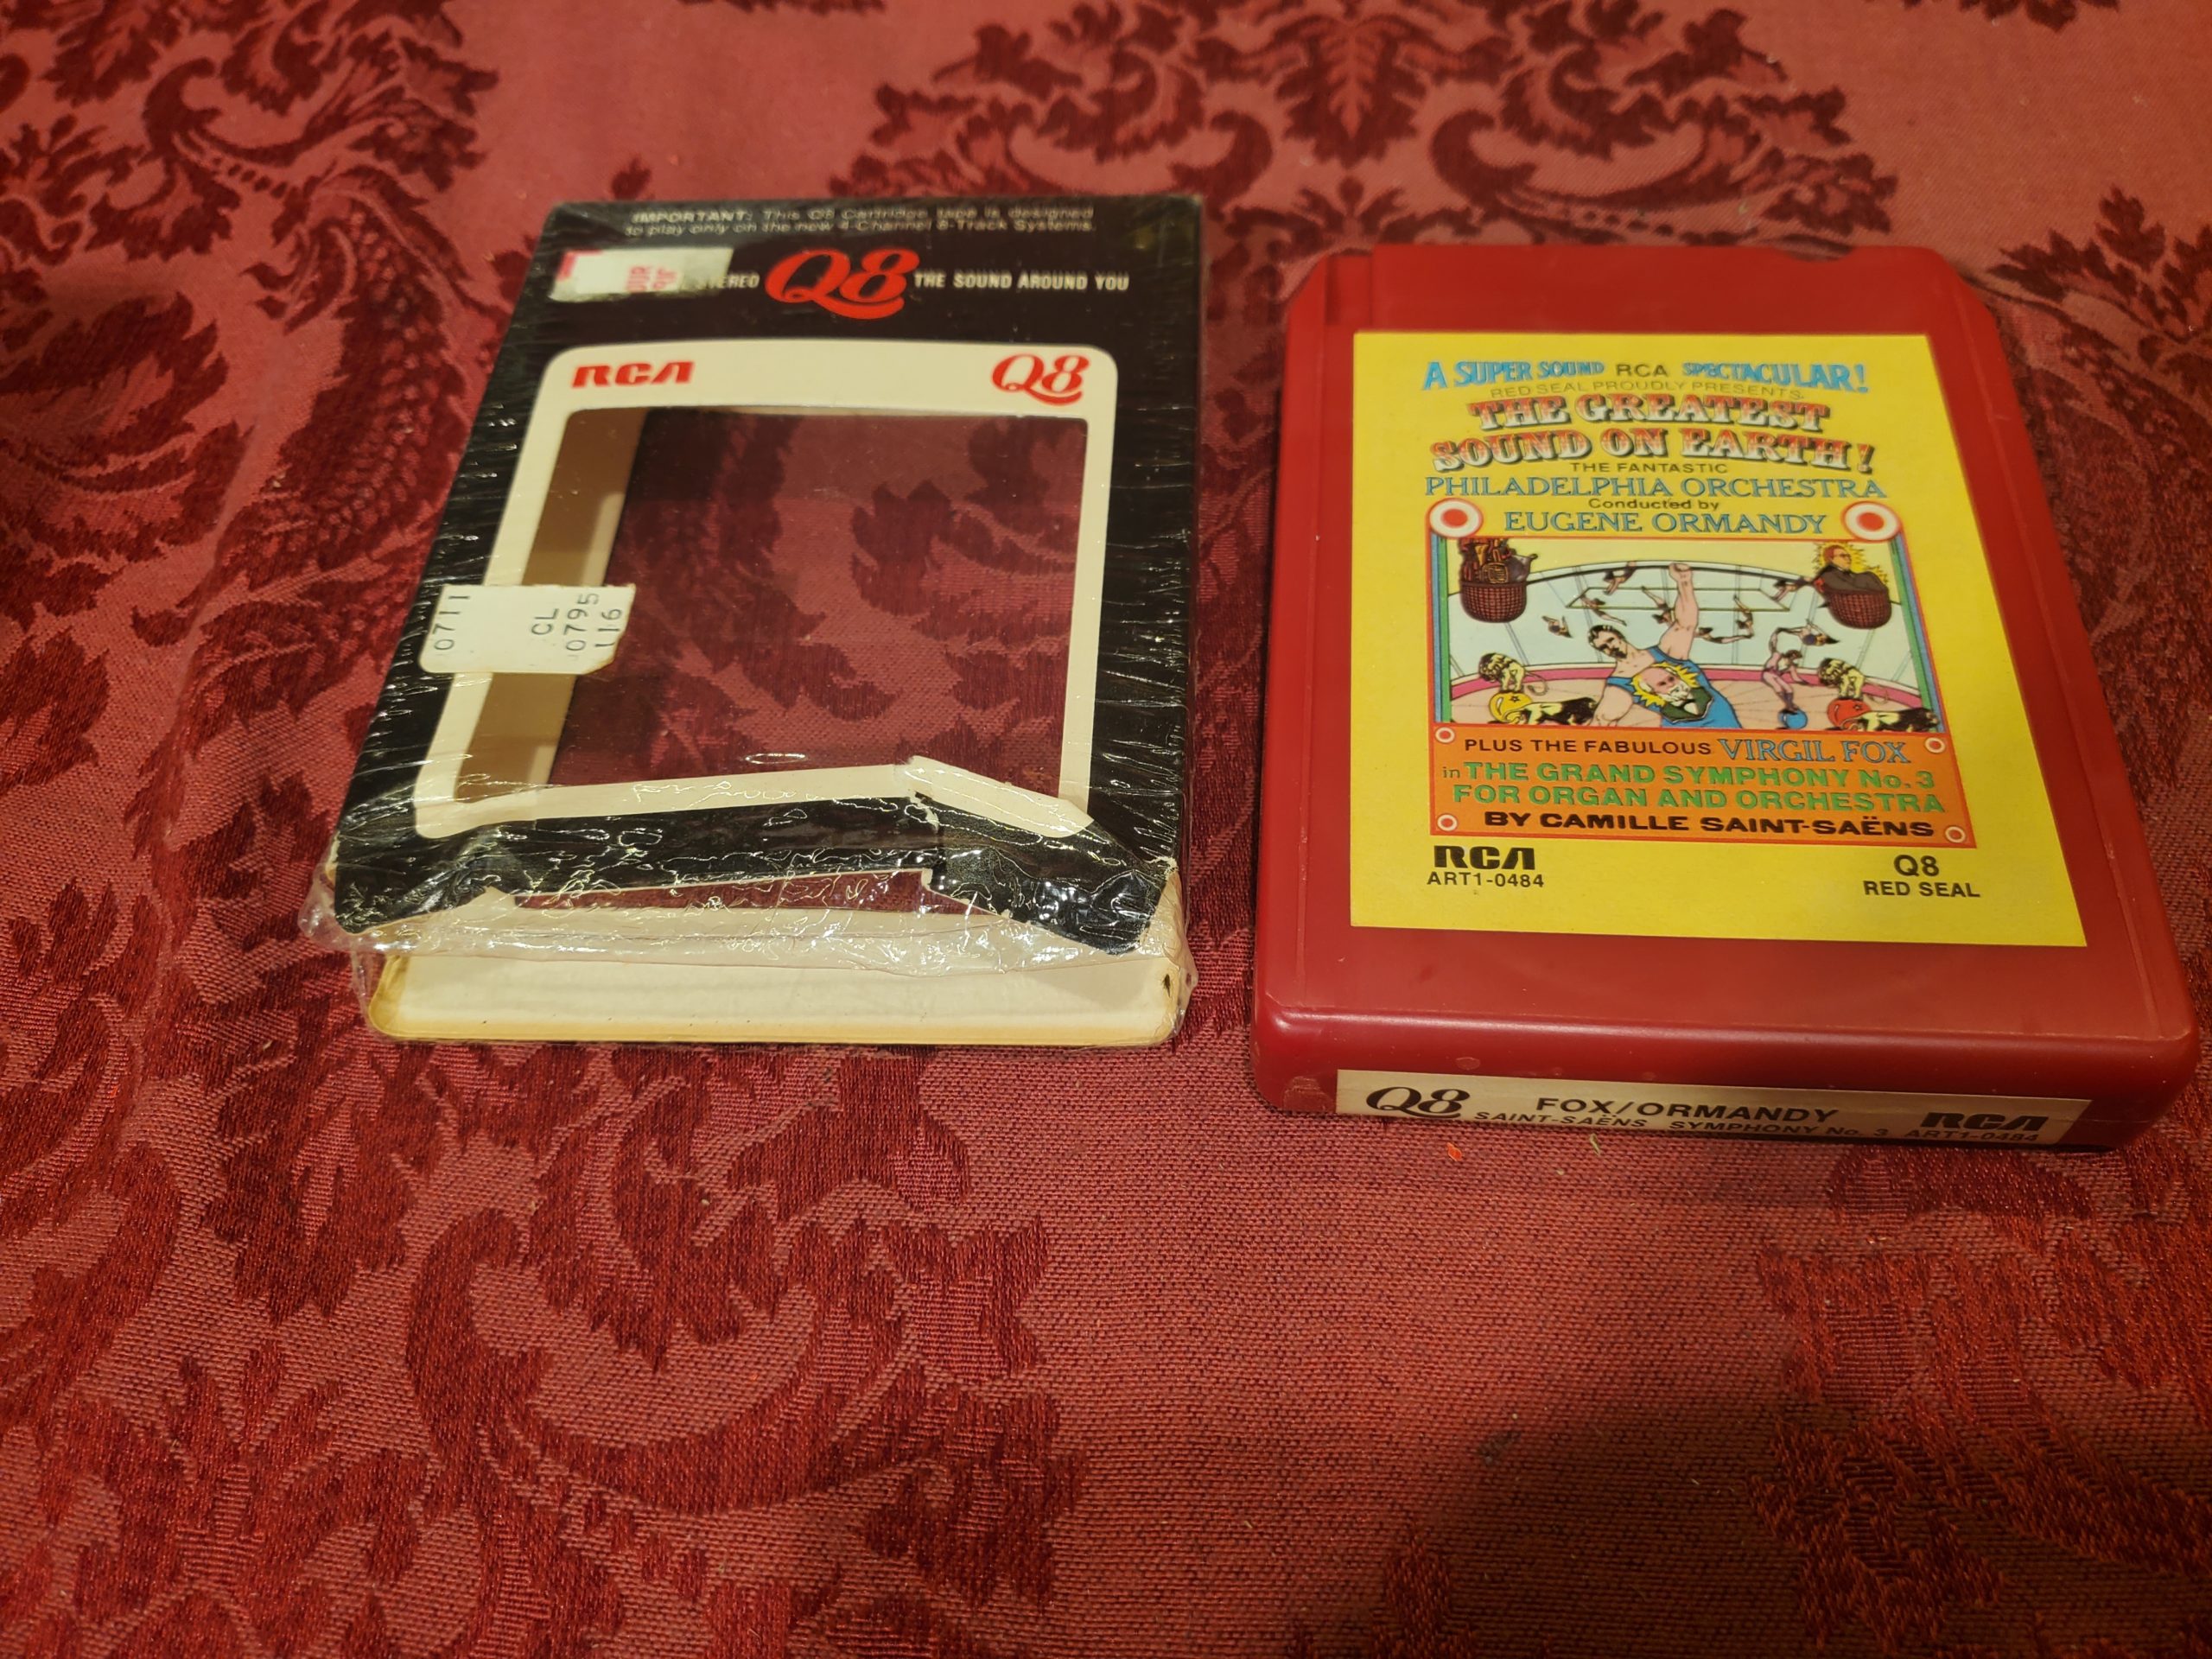 IMPORTANT: This Q8 Cartridge tape is designed
to play only on the new 4-Channel 8-Track Systems.
Q8 THE SOUND AROUND YOU
RCA Q8
0711
CL
0795
116
A SUPER SOUND RCA SPECTACULAR!
RED SEAL PROUDLY PRESENTS:
THE GREATEST
SOUND ON EARTH!
THE FANTASTIC
PHILADELPHIA ORCHESTRA
Conducted by
EUGENE ORMANDY
PLUS THE FABULOUS VIRGIL FOX
in THE GRAND SYMPHONY No. 3
FOR ORGAN AND ORCHESTRA
BY CAMILLE SAINT-SAËNS
RCA Q8
ART1-0484 RED SEAL
Q8 FOX/ORMANDY RCA
SAINT-SAËNS SYMPHONY No. 3 ART1-0484